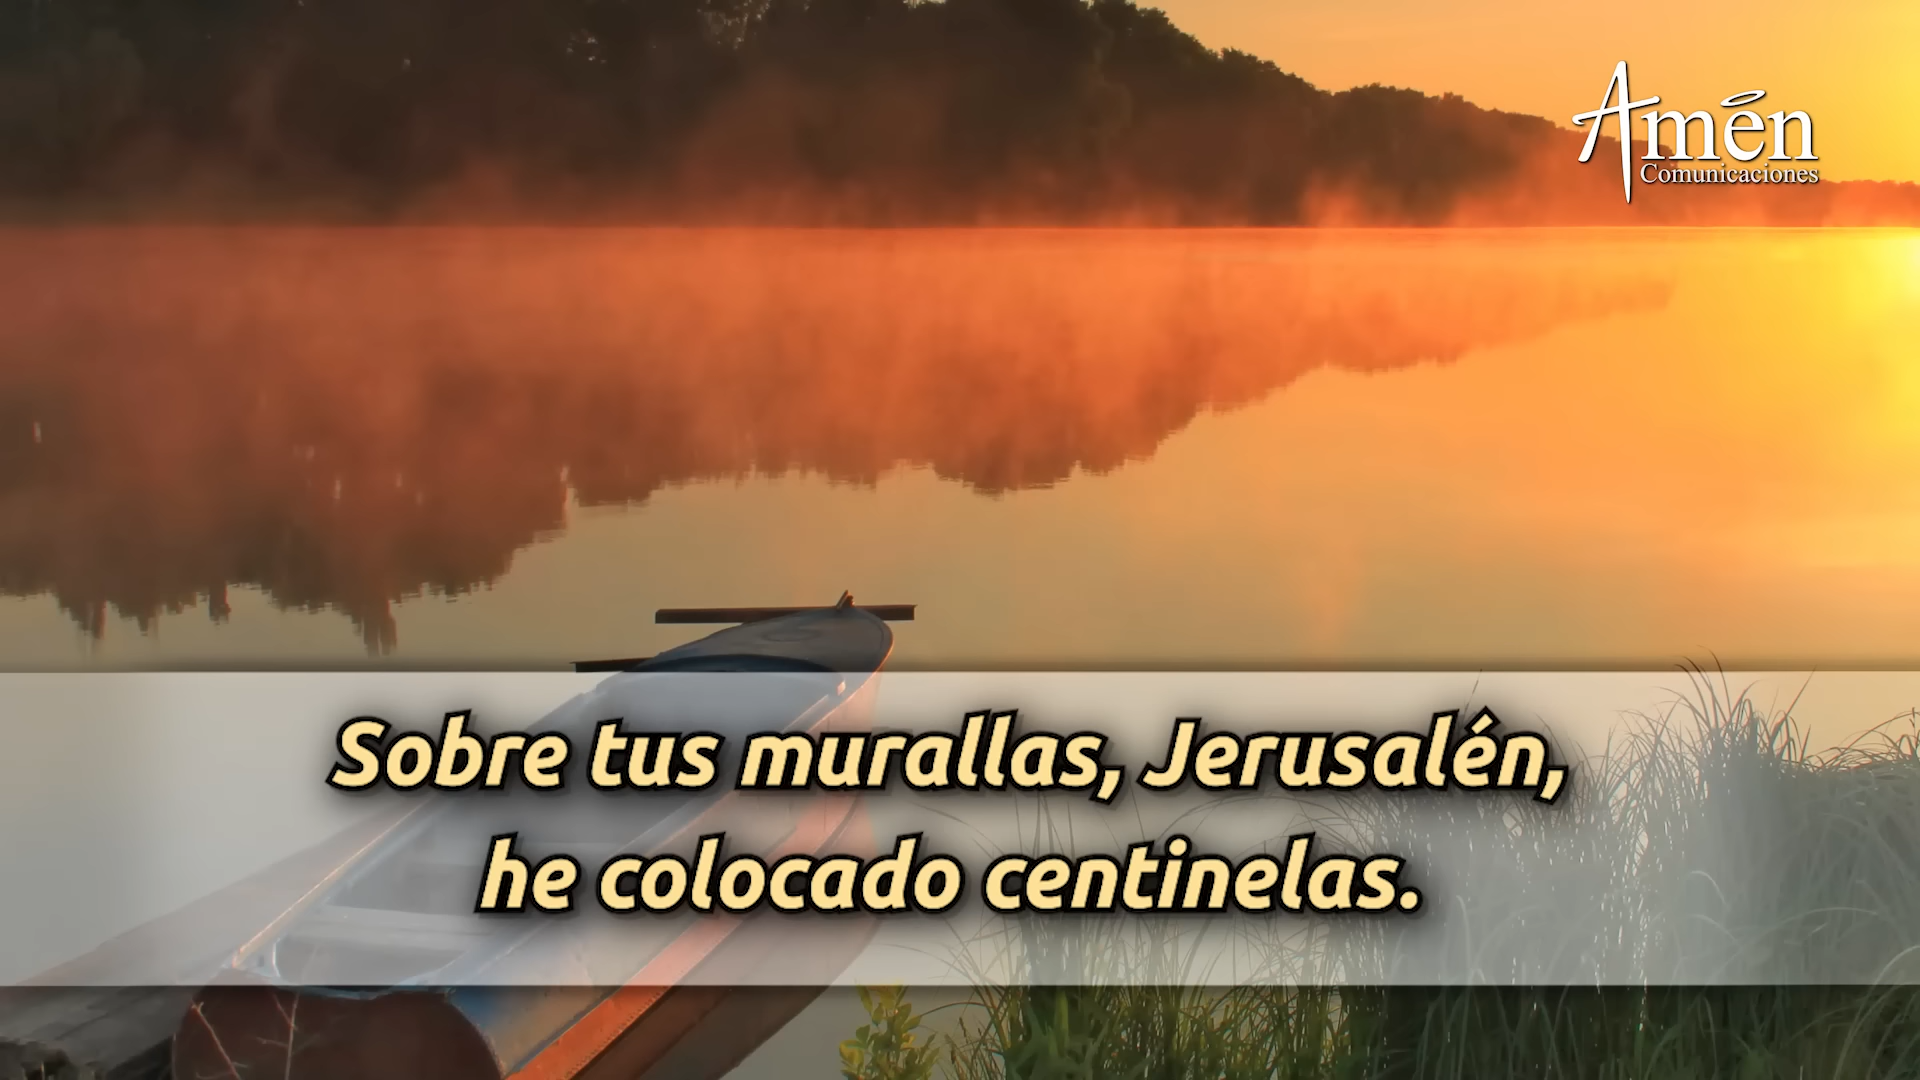 Amén
Comunicaciones
Sobre tus murallas, Jerusalén,
he colocado centinelas.